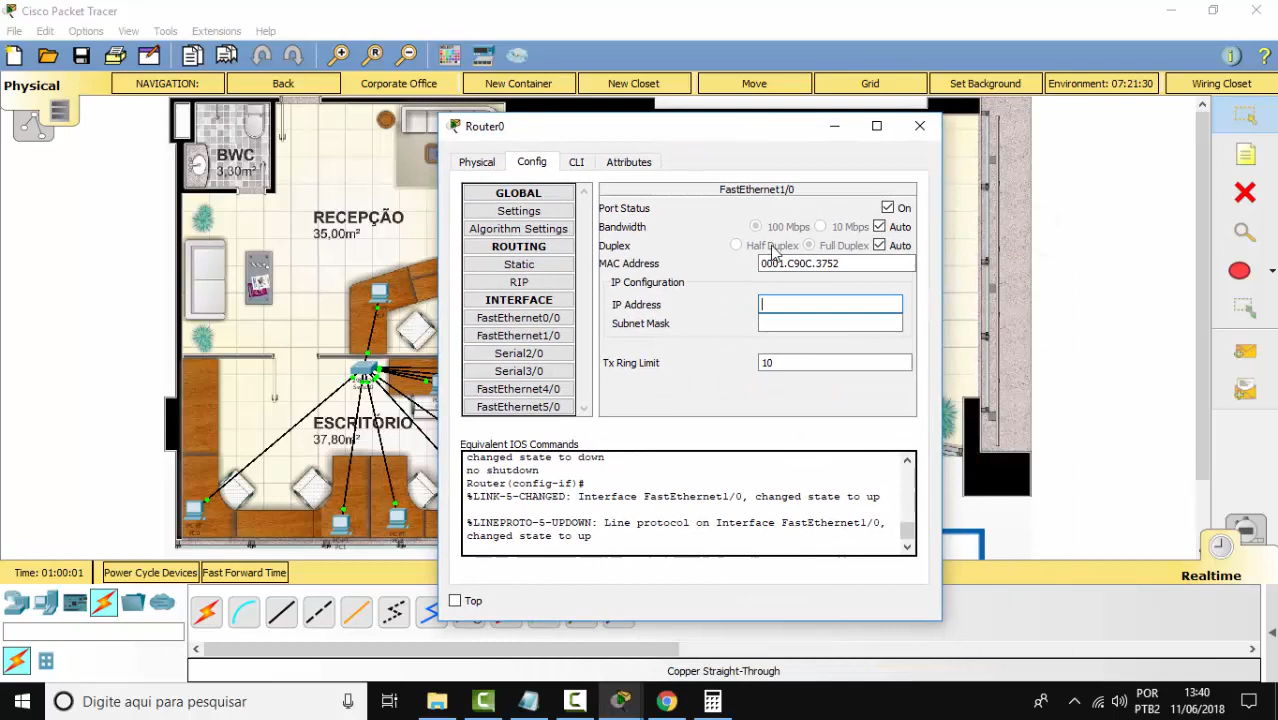 Cisco Packet Tracer
File Edit Options View Tools Extensions Help
Physical
NAVIGATION: Back Corporate Office New Container New Closet Move Grid Set Background Environment: 07:21:30 Wiring Closet
BWC
3,30m²
RECEPÇÃO
35,00m²
ESCRITÓRIO
37,80m²
Router0
Physical Config CLI Attributes
GLOBAL
Settings
Algorithm Settings
ROUTING
Static
RIP
INTERFACE
FastEthernet0/0
FastEthernet1/0
Serial2/0
Serial3/0
FastEthernet4/0
FastEthernet5/0
FastEthernet1/0
Port Status On
Bandwidth 100 Mbps 10 Mbps Auto
Duplex Half Duplex Full Duplex Auto
MAC Address 0001.C90C.3752
IP Configuration
IP Address
Subnet Mask
Tx Ring Limit 10
Equivalent IOS Commands
changed state to down
no shutdown
Router(config-if)#
%LINK-5-CHANGED: Interface FastEthernet1/0, changed state to up
%LINEPROTO-5-UPDOWN: Line protocol on Interface FastEthernet1/0,
changed state to up
Top
Time: 01:00:01 Power Cycle Devices Fast Forward Time
Realtime
Copper Straight-Through
Digite aqui para pesquisar
POR
PTB2
13:40
11/06/2018